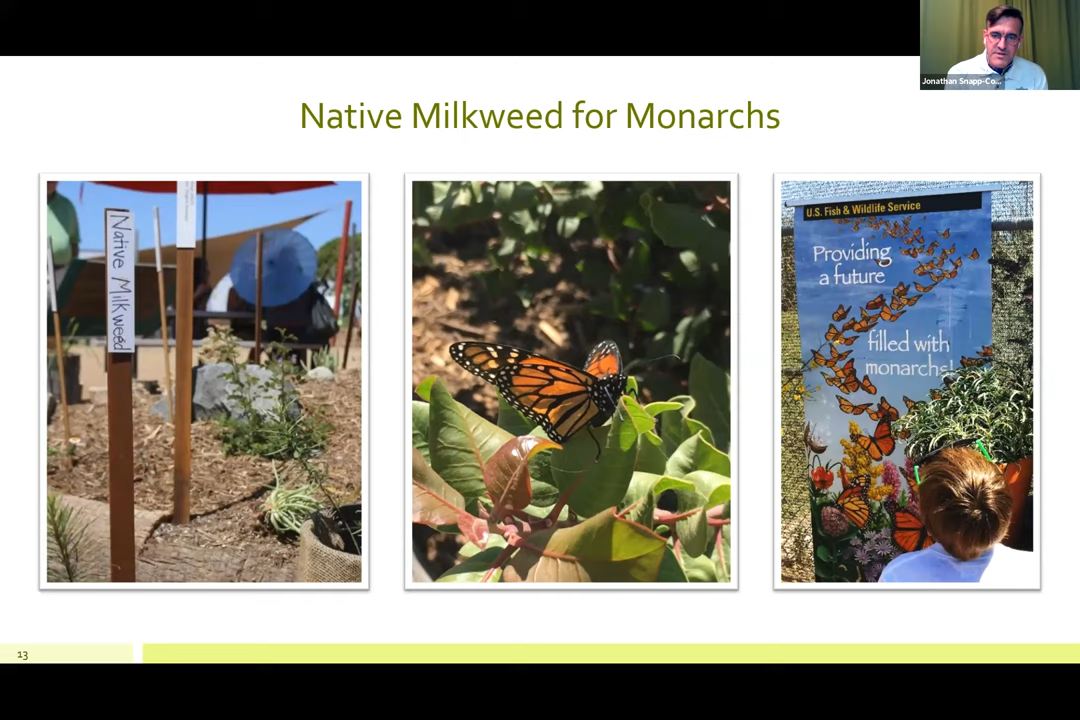 Jonathan Snapp-Co...
Native Milkweed for Monarchs
Native Milkweed
U.S. Fish & Wildlife Service
Providing
a future
filled with
monarchs!
13